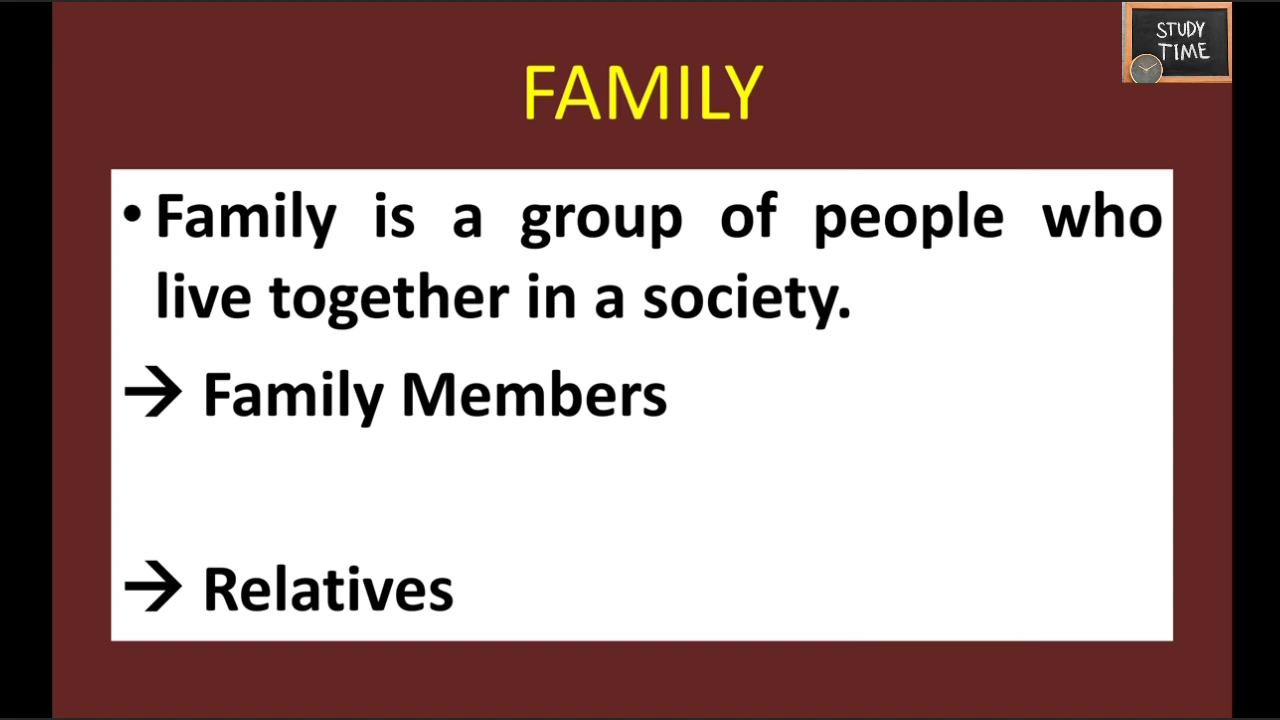 STUDY
TIME
FAMILY
• Family is a group of people who
live together in a society.
→ Family Members
→ Relatives